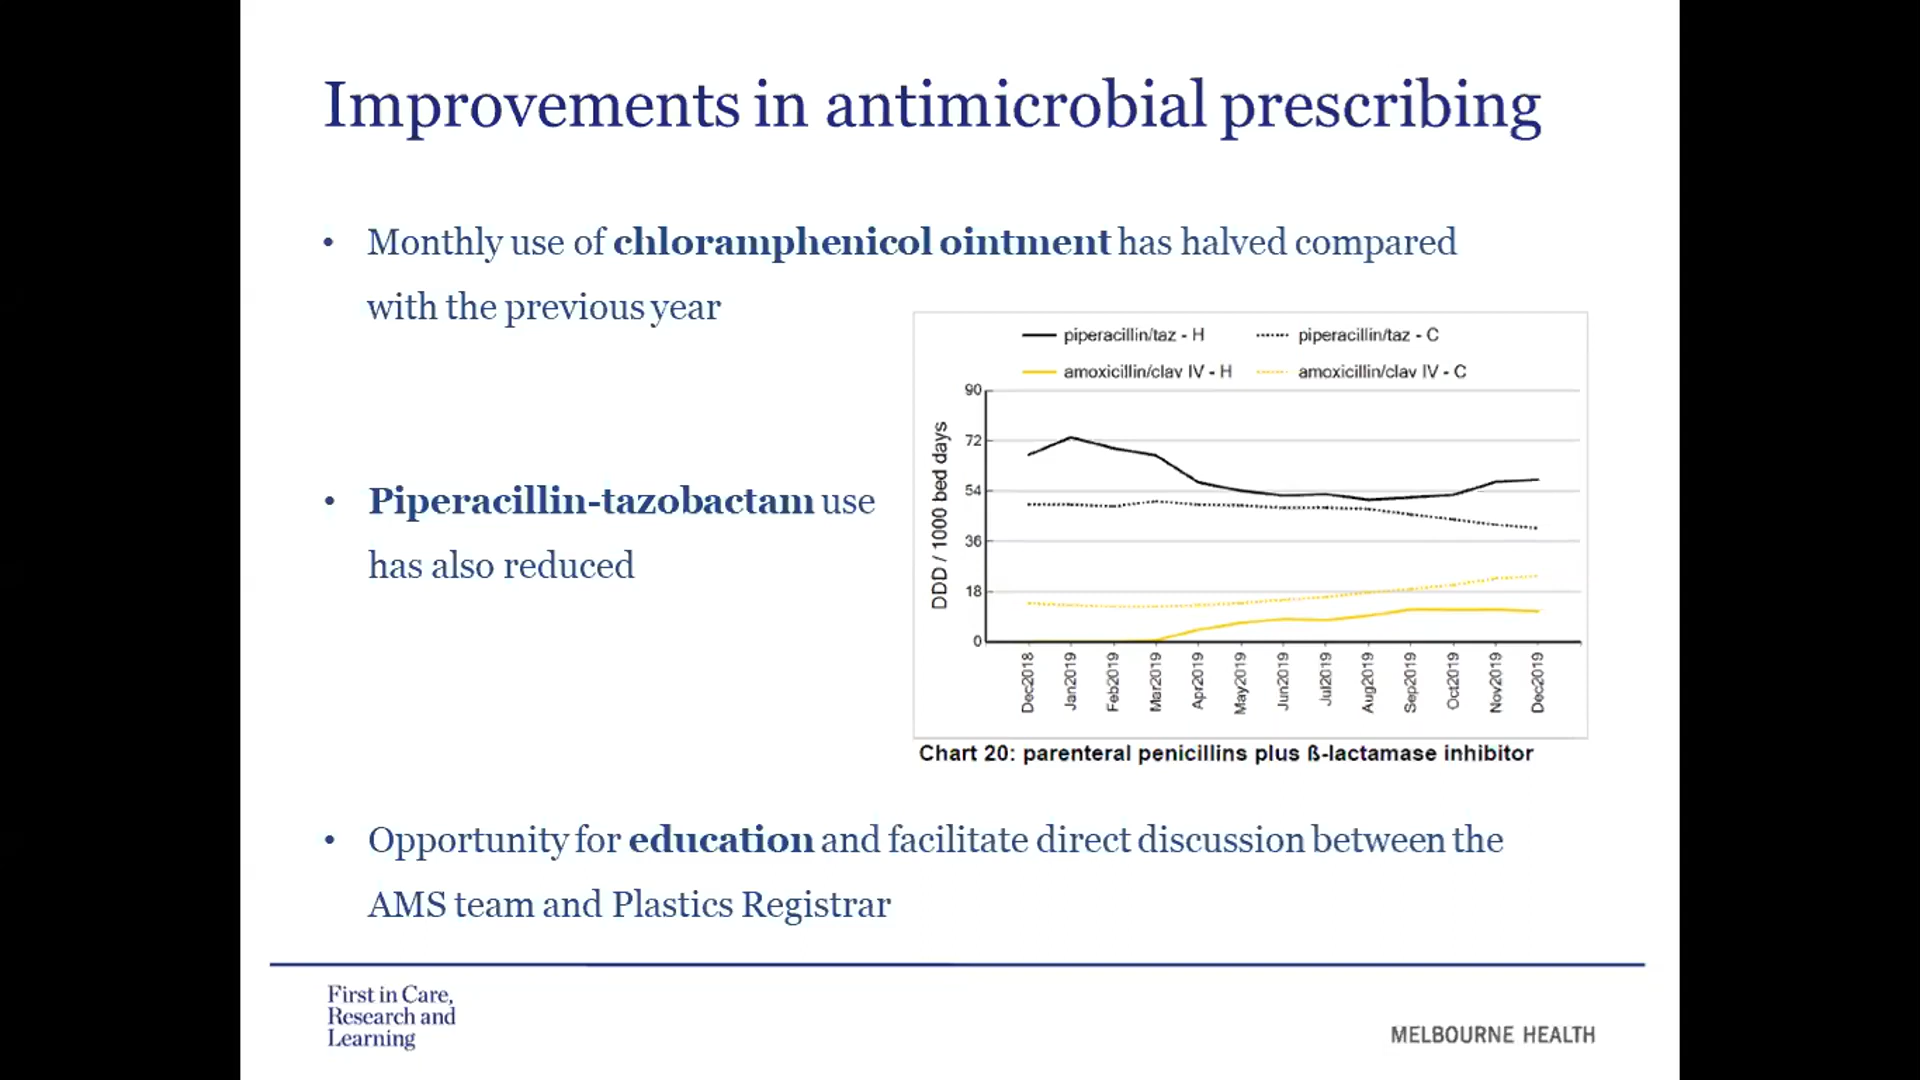 Improvements in antimicrobial prescribing
• Monthly use of chloramphenicol ointment has halved compared
with the previous year
• Piperacillin-tazobactam use
has also reduced
piperacillin/taz - H
piperacillin/taz - C
amoxicillin/clav IV - H
amoxicillin/clav IV - C
DDD / 1000 bed days
90
72
54
36
18
0
Dec2018
Jan2019
Feb2019
Mar2019
Apr2019
May2019
Jun2019
Jul2019
Aug2019
Sep2019
Oct2019
Nov2019
Dec2019
Chart 20: parenteral penicillins plus ß-lactamase inhibitor
• Opportunity for education and facilitate direct discussion between the
AMS team and Plastics Registrar
First in Care,
Research and
Learning
MELBOURNE HEALTH